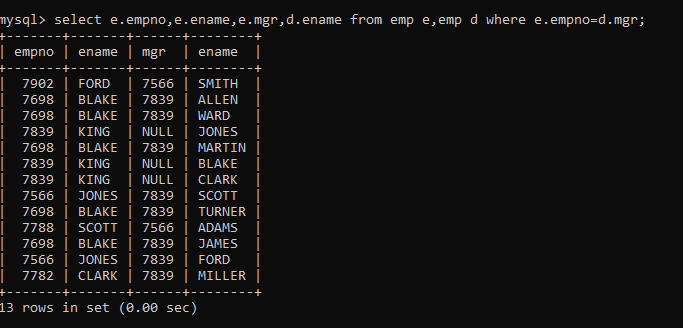 mysql> select e.empno,e.ename,e.mgr,d.ename from emp e,emp d where e.empno=d.mgr;
+-------+-------+------+--------+
| empno | ename | mgr  | ename  |
+-------+-------+------+--------+
|  7902 | FORD  | 7566 | SMITH  |
|  7698 | BLAKE | 7839 | ALLEN  |
|  7698 | BLAKE | 7839 | WARD   |
|  7839 | KING  | NULL | JONES  |
|  7698 | BLAKE | 7839 | MARTIN |
|  7839 | KING  | NULL | BLAKE  |
|  7839 | KING  | NULL | CLARK  |
|  7566 | JONES | 7839 | SCOTT  |
|  7698 | BLAKE | 7839 | TURNER |
|  7788 | SCOTT | 7566 | ADAMS  |
|  7698 | BLAKE | 7839 | JAMES  |
|  7566 | JONES | 7839 | FORD   |
|  7782 | CLARK | 7839 | MILLER |
+-------+-------+------+--------+
13 rows in set (0.00 sec)